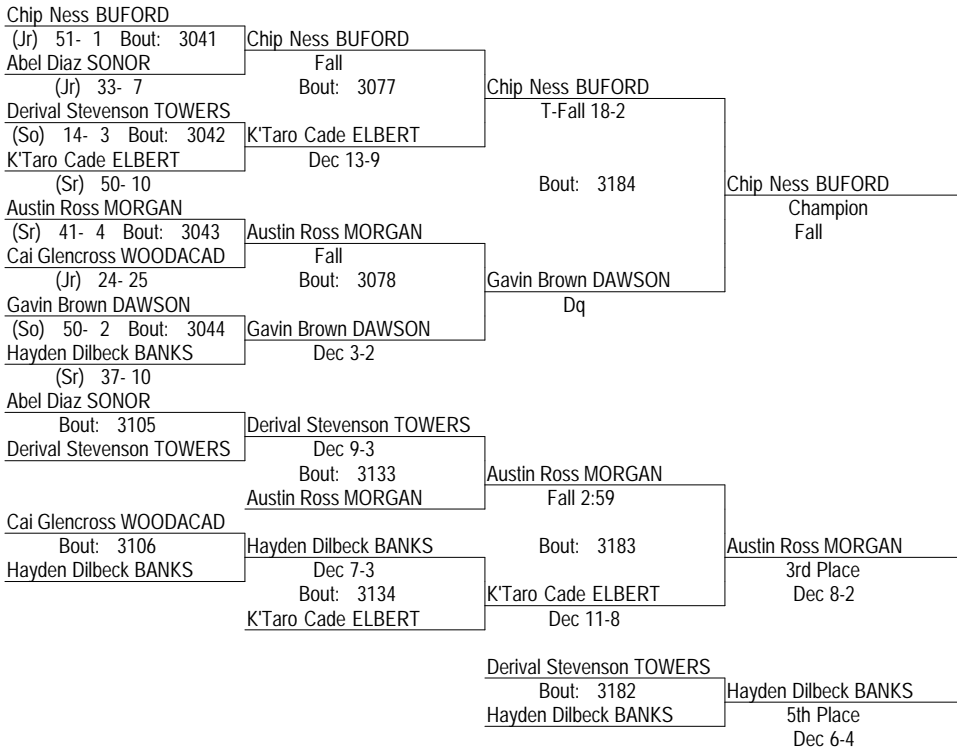 Chip Ness BUFORD
(Jr) 51- 1 Bout: 3041 Chip Ness BUFORD
Abel Diaz SONOR Fall
(Jr) 33- 7 Bout: 3077 Chip Ness BUFORD
Derival Stevenson TOWERS T-Fall 18-2
(So) 14- 3 Bout: 3042 K'Taro Cade ELBERT
K'Taro Cade ELBERT Dec 13-9
(Sr) 50- 10 Bout: 3184 Chip Ness BUFORD
Austin Ross MORGAN Champion
(Sr) 41- 4 Bout: 3043 Austin Ross MORGAN Fall
Cai Glencross WOODACAD Fall
(Jr) 24- 25 Bout: 3078 Gavin Brown DAWSON
Gavin Brown DAWSON Dq
(So) 50- 2 Bout: 3044 Gavin Brown DAWSON
Hayden Dilbeck BANKS Dec 3-2
(Sr) 37- 10
Abel Diaz SONOR
Bout: 3105 Derival Stevenson TOWERS
Derival Stevenson TOWERS Dec 9-3
Bout: 3133 Austin Ross MORGAN
Austin Ross MORGAN Fall 2:59
Cai Glencross WOODACAD
Bout: 3106 Hayden Dilbeck BANKS Bout: 3183 Austin Ross MORGAN
Hayden Dilbeck BANKS Dec 7-3 3rd Place
Bout: 3134 K'Taro Cade ELBERT Dec 8-2
K'Taro Cade ELBERT Dec 11-8
Derival Stevenson TOWERS
Bout: 3182 Hayden Dilbeck BANKS
Hayden Dilbeck BANKS 5th Place
Dec 6-4